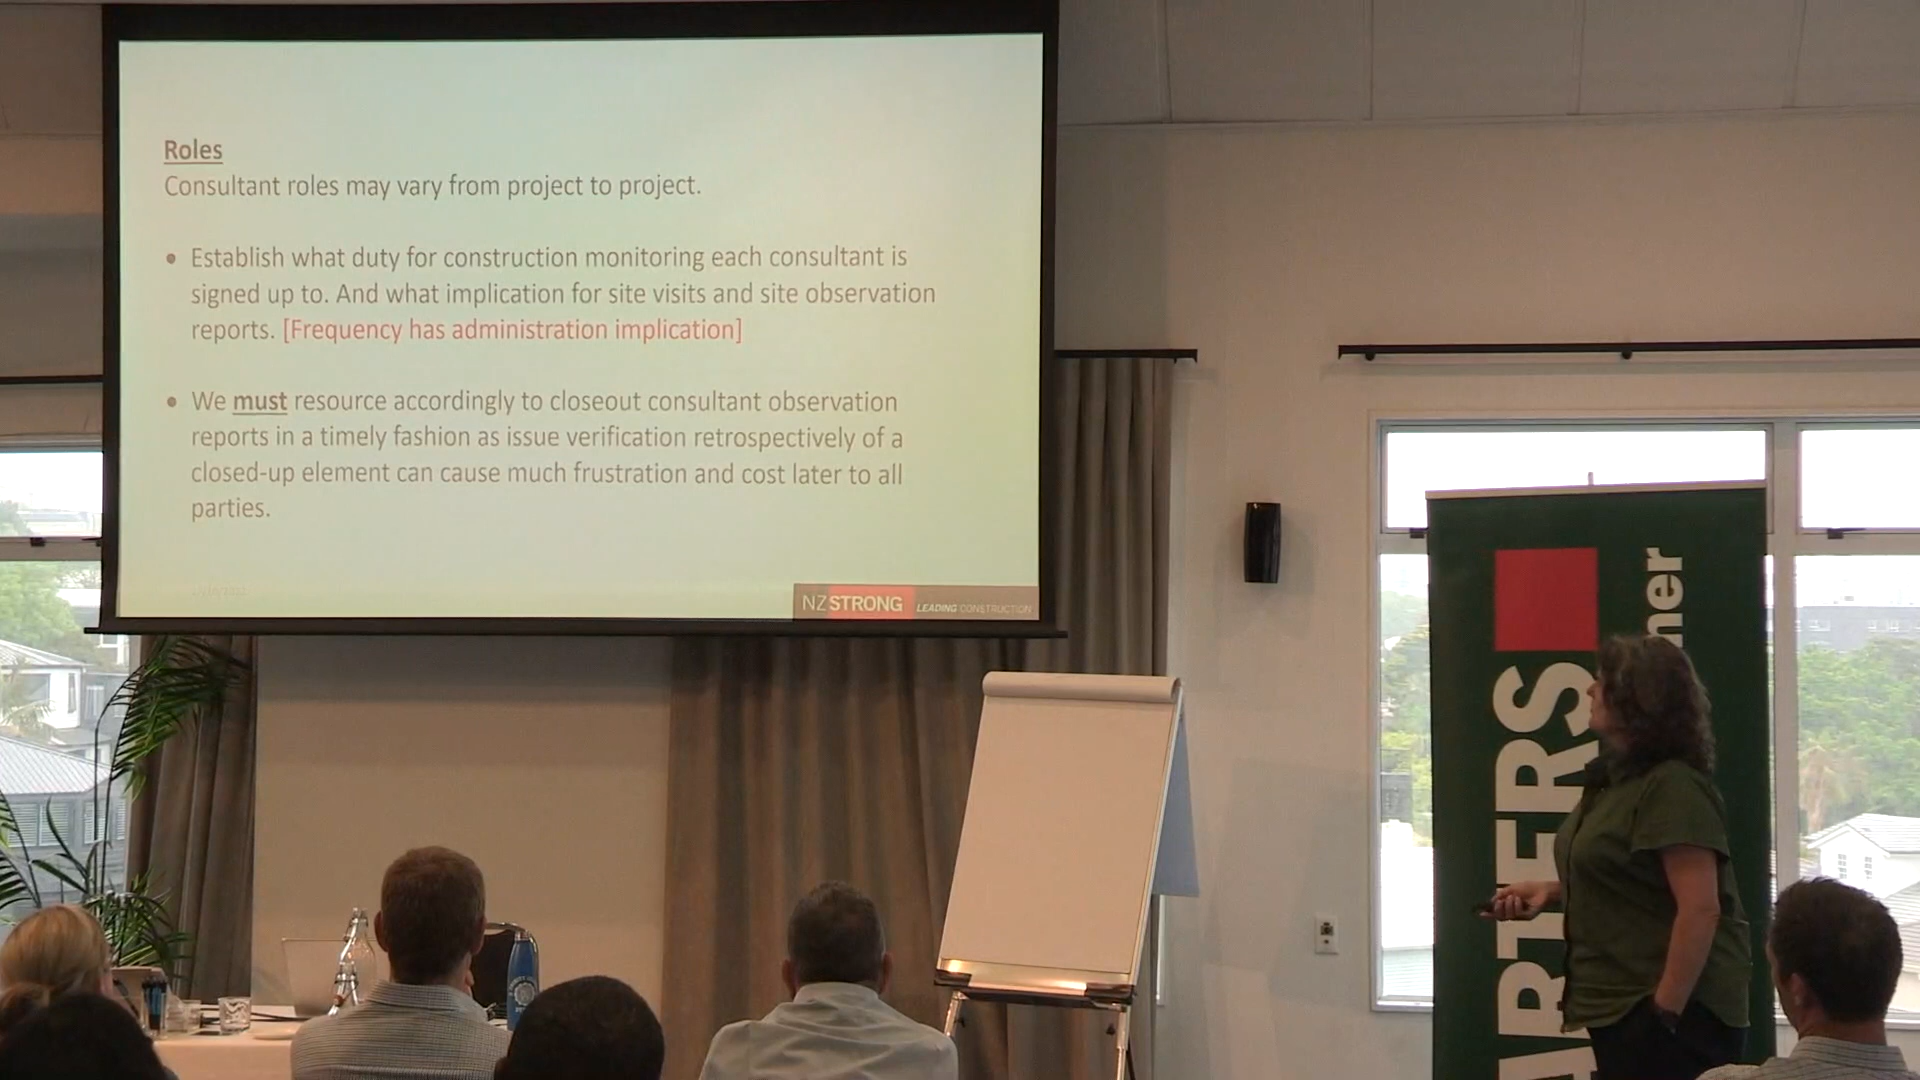 Roles
Consultant roles may vary from project to project.
• Establish what duty for construction monitoring each consultant is
signed up to. And what implication for site visits and site observation
reports. [Frequency has administration implication]
• We must resource accordingly to closeout consultant observation
reports in a timely fashion as issue verification retrospectively of a
closed-up element can cause much frustration and cost later to all
parties.
NZSTRONG LEADING CONSTRUCTION
ARTERS
ner